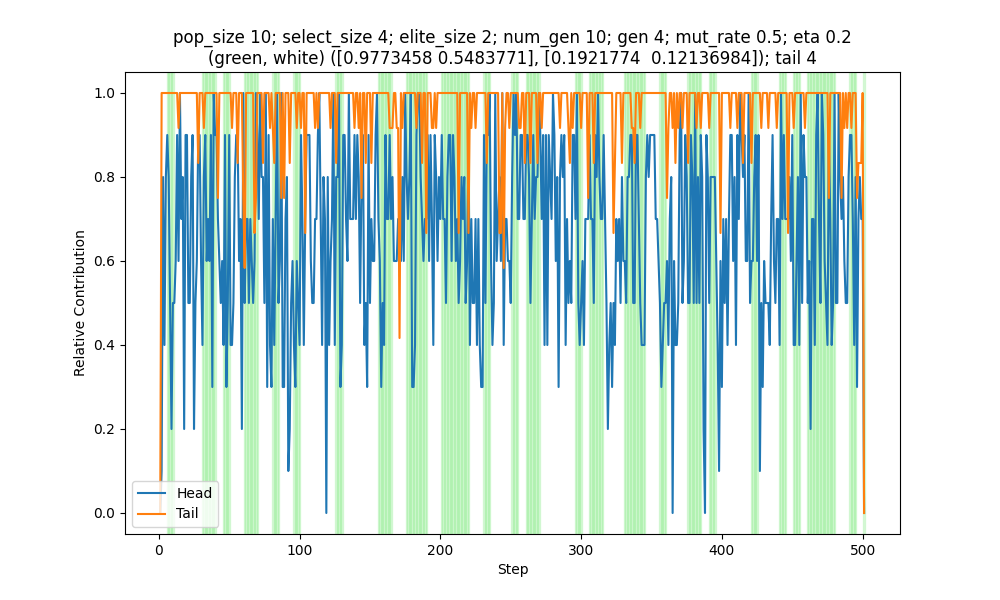 pop_size 10; select_size 4; elite_size 2; num_gen 10; gen 4; mut_rate 0.5; eta 0.2
(green, white) ([0.9773458 0.5483771], [0.1921774  0.12136984]); tail 4
1.0
0.8
0.6
0.4
0.2
0.0
Relative Contribution
Head
Tail
0
100
200
300
400
500
Step